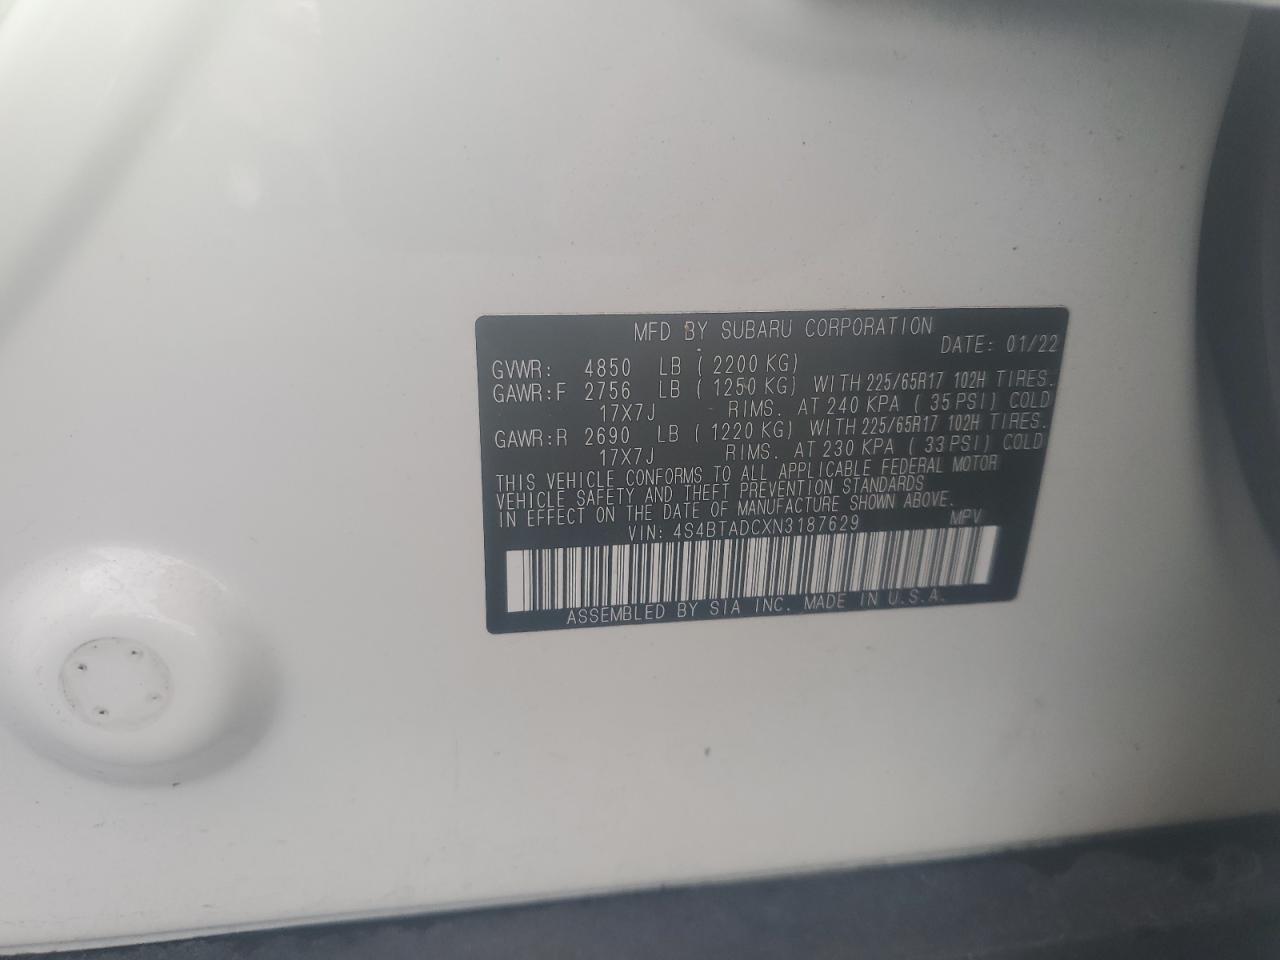 MFD BY SUBARU CORPORATION
DATE: 01/22
GVWR: 4850 LB ( 2200 KG)
GAWR:F 2756 LB ( 1250 KG) WITH 225/65R17 102H TIRES.
17X7J RIMS. AT 240 KPA ( 35 PSI) COLD
GAWR:R 2690 LB ( 1220 KG) WITH 225/65R17 102H TIRES.
17X7J RIMS. AT 230 KPA ( 33 PSI) COLD
THIS VEHICLE CONFORMS TO ALL APPLICABLE FEDERAL MOTOR
VEHICLE SAFETY AND THEFT PREVENTION STANDARDS
IN EFFECT ON THE DATE OF MANUFACTURE SHOWN ABOVE.
VIN: 4S4BTADCXN3187629 MPV
ASSEMBLED BY SIA INC. MADE IN U.S.A.